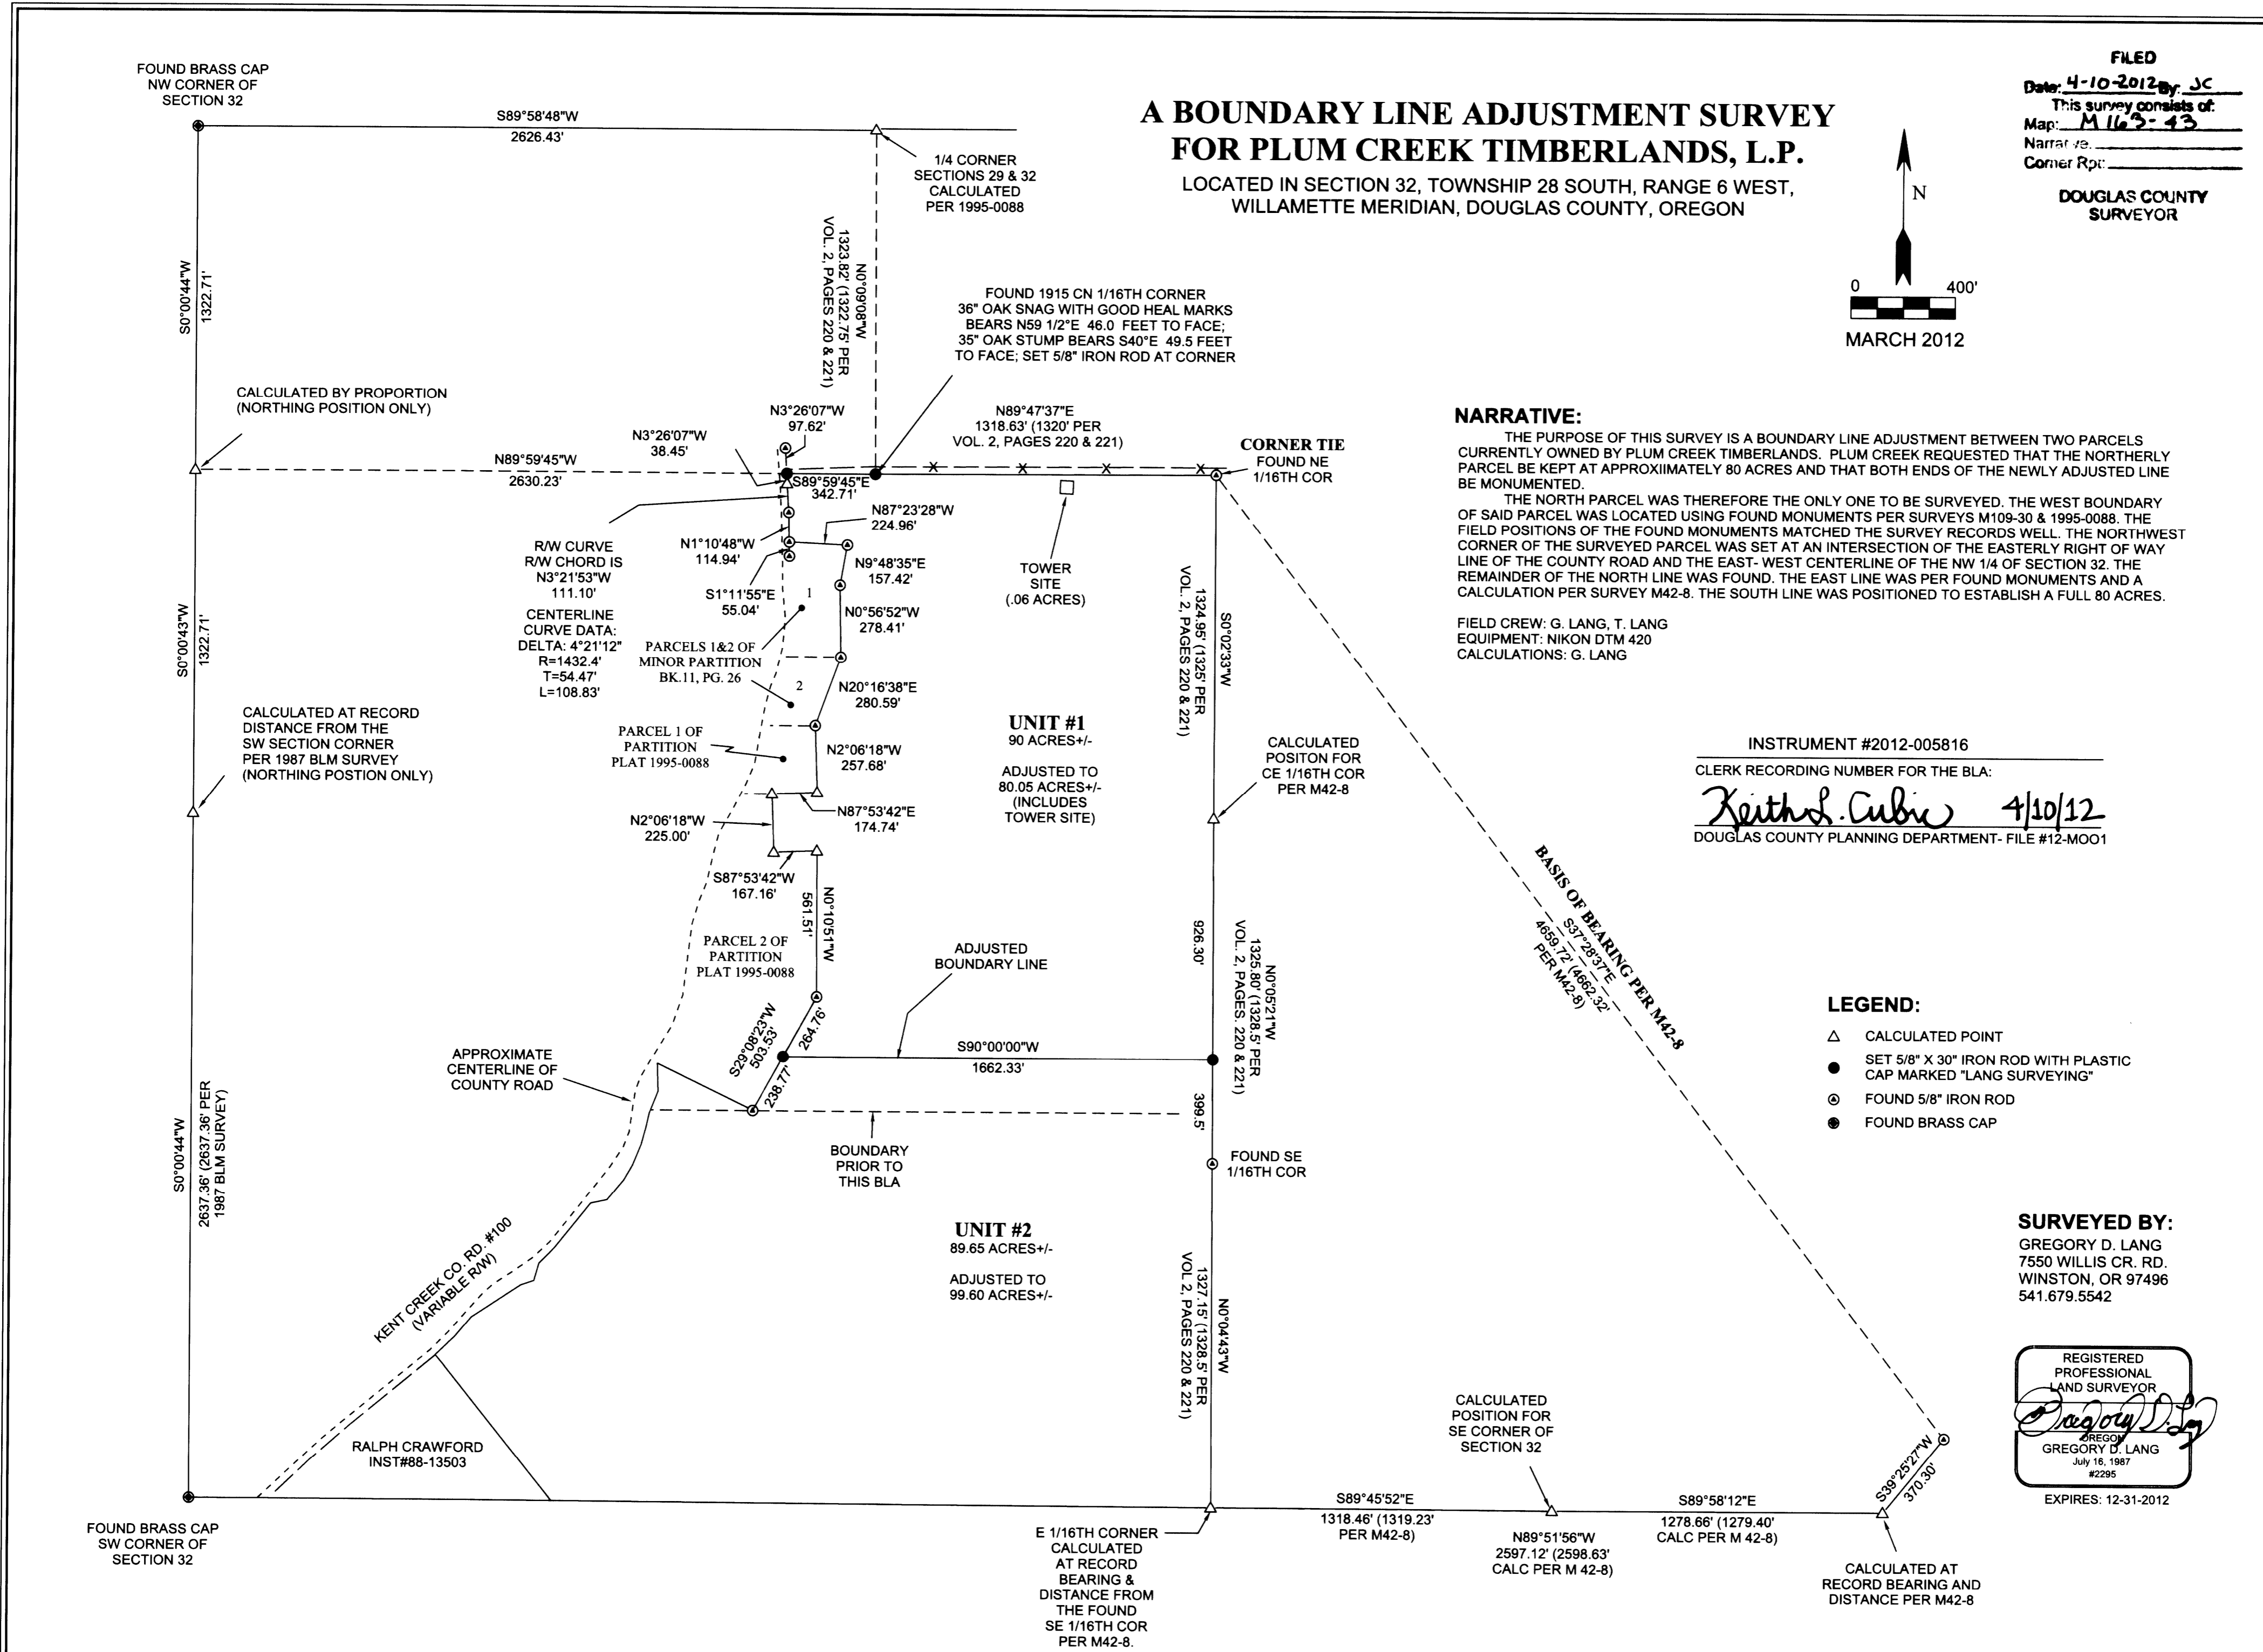 FOUND BRASS CAP
NW CORNER OF
SECTION 32
S89°58'48"W
2626.43'
1/4 CORNER
SECTIONS 29 & 32
CALCULATED
PER 1995-0088
A BOUNDARY LINE ADJUSTMENT SURVEY
FOR PLUM CREEK TIMBERLANDS, L.P.
LOCATED IN SECTION 32, TOWNSHIP 28 SOUTH, RANGE 6 WEST,
WILLAMETTE MERIDIAN, DOUGLAS COUNTY, OREGON
N
0 400'
MARCH 2012
FILED
Date: 4-10-2012 By: JC
This survey consists of:
Map: M163-43
Narrative:
Corner Rpt:
DOUGLAS COUNTY
SURVEYOR
S0°00'44"W
1322.71'
N0°09'08"W
1323.82' (1322.75' PER
VOL. 2, PAGES 220 & 221)
FOUND 1915 CN 1/16TH CORNER
36" OAK SNAG WITH GOOD HEAL MARKS
BEARS N59 1/2°E 46.0 FEET TO FACE;
35" OAK STUMP BEARS S40°E 49.5 FEET
TO FACE; SET 5/8" IRON ROD AT CORNER
CALCULATED BY PROPORTION
(NORTHING POSITION ONLY)
N3°26'07"W
97.62'
N3°26'07"W
38.45'
N89°59'45"W
2630.23'
N89°47'37"E
1318.63' (1320' PER
VOL. 2, PAGES 220 & 221)
X X X X
CORNER TIE
FOUND NE
1/16TH COR
S89°59'45"E
342.71'
N87°23'28"W
224.96'
R/W CURVE
R/W CHORD IS
N3°21'53"W
111.10'
CENTERLINE
CURVE DATA:
DELTA: 4°21'12"
R=1432.4'
T=54.47'
L=108.83'
N1°10'48"W
114.94'
S1°11'55"E
55.04'
N9°48'35"E
157.42'
1
N0°56'52"W
278.41'
PARCELS 1&2 OF
MINOR PARTITION
BK.11, PG. 26
2
N20°16'38"E
280.59'
TOWER
SITE
(.06 ACRES)
S0°02'33"W
1324.95' (1325' PER
VOL. 2, PAGES 220 & 221)
NARRATIVE:
THE PURPOSE OF THIS SURVEY IS A BOUNDARY LINE ADJUSTMENT BETWEEN TWO PARCELS
CURRENTLY OWNED BY PLUM CREEK TIMBERLANDS. PLUM CREEK REQUESTED THAT THE NORTHERLY
PARCEL BE KEPT AT APPROXIIMATELY 80 ACRES AND THAT BOTH ENDS OF THE NEWLY ADJUSTED LINE
BE MONUMENTED.
THE NORTH PARCEL WAS THEREFORE THE ONLY ONE TO BE SURVEYED. THE WEST BOUNDARY
OF SAID PARCEL WAS LOCATED USING FOUND MONUMENTS PER SURVEYS M109-30 & 1995-0088. THE
FIELD POSITIONS OF THE FOUND MONUMENTS MATCHED THE SURVEY RECORDS WELL. THE NORTHWEST
CORNER OF THE SURVEYED PARCEL WAS SET AT AN INTERSECTION OF THE EASTERLY RIGHT OF WAY
LINE OF THE COUNTY ROAD AND THE EAST- WEST CENTERLINE OF THE NW 1/4 OF SECTION 32. THE
REMAINDER OF THE NORTH LINE WAS FOUND. THE EAST LINE WAS PER FOUND MONUMENTS AND A
CALCULATION PER SURVEY M42-8. THE SOUTH LINE WAS POSITIONED TO ESTABLISH A FULL 80 ACRES.
FIELD CREW: G. LANG, T. LANG
EQUIPMENT: NIKON DTM 420
CALCULATIONS: G. LANG
S0°00'43"W
1322.71'
CALCULATED AT RECORD
DISTANCE FROM THE
SW SECTION CORNER
PER 1987 BLM SURVEY
(NORTHING POSTION ONLY)
PARCEL 1 OF
PARTITION
PLAT 1995-0088
N2°06'18"W
257.68'
UNIT #1
90 ACRES+/-
ADJUSTED TO
80.05 ACRES+/-
(INCLUDES
TOWER SITE)
CALCULATED
POSITON FOR
CE 1/16TH COR
PER M42-8
N2°06'18"W
225.00'
N87°53'42"E
174.74'
S87°53'42"W
167.16'
INSTRUMENT #2012-005816
CLERK RECORDING NUMBER FOR THE BLA:
Keith L. Cubic 4/10/12
DOUGLAS COUNTY PLANNING DEPARTMENT- FILE #12-MOO1
N0°10'51"W
561.51'
PARCEL 2 OF
PARTITION
PLAT 1995-0088
ADJUSTED
BOUNDARY LINE
926.30'
N0°05'21"W
1325.80' (1328.5' PER
VOL. 2, PAGES. 220 & 221)
BASIS OF BEARING PER M42-8
S37°28'37"E
4659.72' (4662.32'
PER M42-8)
S29°08'23"W
503.53'
264.76'
238.77'
S90°00'00"W
1662.33'
399.5'
APPROXIMATE
CENTERLINE OF
COUNTY ROAD
BOUNDARY
PRIOR TO
THIS BLA
FOUND SE
1/16TH COR
LEGEND:
CALCULATED POINT
SET 5/8" X 30" IRON ROD WITH PLASTIC
CAP MARKED "LANG SURVEYING"
FOUND 5/8" IRON ROD
FOUND BRASS CAP
S0°00'44"W
2637.36' (2637.36' PER
1987 BLM SURVEY)
KENT CREEK CO. RD. #100
(VARIABLE R/W)
UNIT #2
89.65 ACRES+/-
ADJUSTED TO
99.60 ACRES+/-
N0°04'43"W
1327.15' (1328.5' PER
VOL 2, PAGES 220 & 221)
SURVEYED BY:
GREGORY D. LANG
7550 WILLIS CR. RD.
WINSTON, OR 97496
541.679.5542
REGISTERED
PROFESSIONAL
LAND SURVEYOR
Gregory D. Lang
OREGON
GREGORY D. LANG
July 16, 1987
#2295
EXPIRES: 12-31-2012
RALPH CRAWFORD
INST#88-13503
CALCULATED
POSITION FOR
SE CORNER OF
SECTION 32
S39°25'27"W
370.30'
FOUND BRASS CAP
SW CORNER OF
SECTION 32
E 1/16TH CORNER
CALCULATED
AT RECORD
BEARING &
DISTANCE FROM
THE FOUND
SE 1/16TH COR
PER M42-8.
S89°45'52"E
1318.46' (1319.23'
PER M42-8)
N89°51'56"W
2597.12' (2598.63'
CALC PER M 42-8)
S89°58'12"E
1278.66' (1279.40'
CALC PER M 42-8)
CALCULATED AT
RECORD BEARING AND
DISTANCE PER M42-8